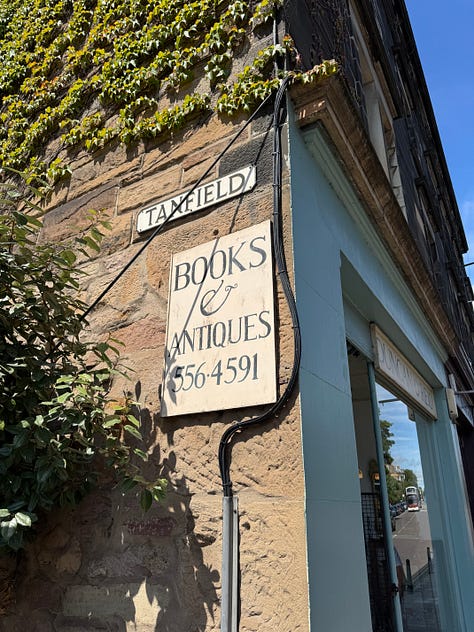 TANFIELD
BOOKS
&
ANTIQUES
556·4591